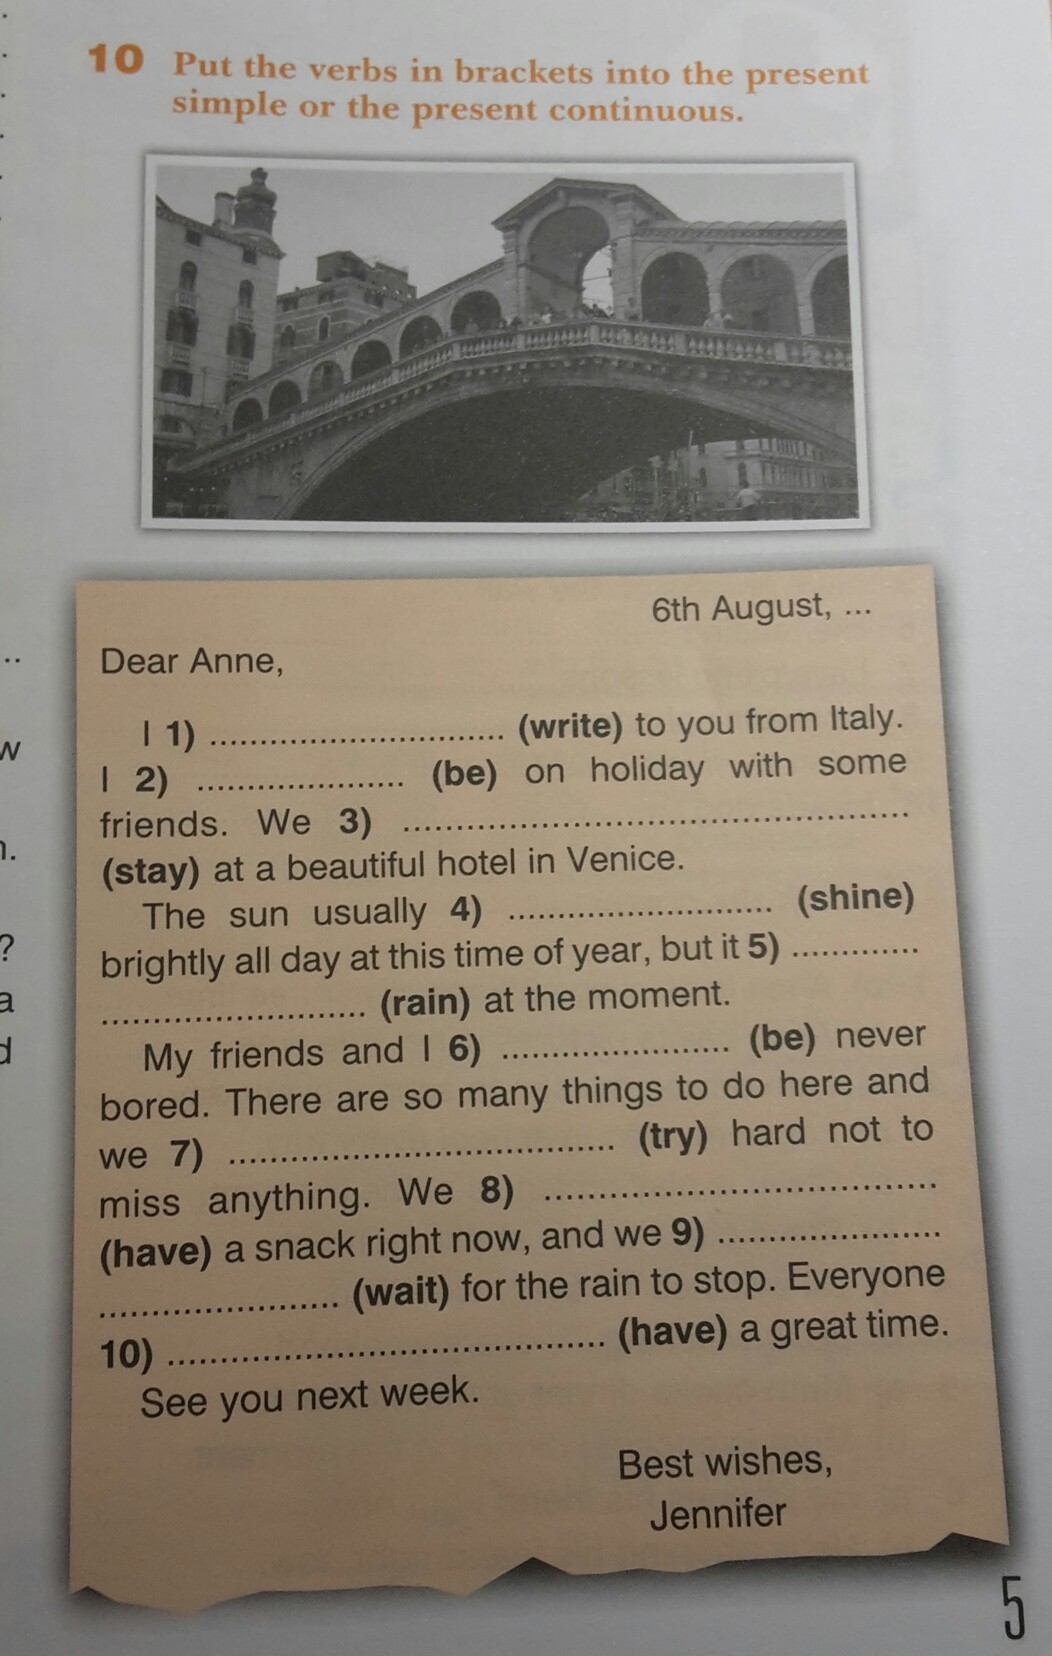 10 Put the verbs in brackets into the present
simple or the present continuous.
6th August, ...
Dear Anne,
I 1) .............................. (write) to you from Italy.
I 2) ..................... (be) on holiday with some
friends. We 3) ....................................................
(stay) at a beautiful hotel in Venice.
The sun usually 4) ........................... (shine)
brightly all day at this time of year, but it 5) .............
........................... (rain) at the moment.
My friends and I 6) ....................... (be) never
bored. There are so many things to do here and
we 7) ....................................... (try) hard not to
miss anything. We 8) ........................................
(have) a snack right now, and we 9) .......................
......................... (wait) for the rain to stop. Everyone
10) ............................................. (have) a great time.
See you next week.
Best wishes,
Jennifer
5
..
w
n.
?
a
d